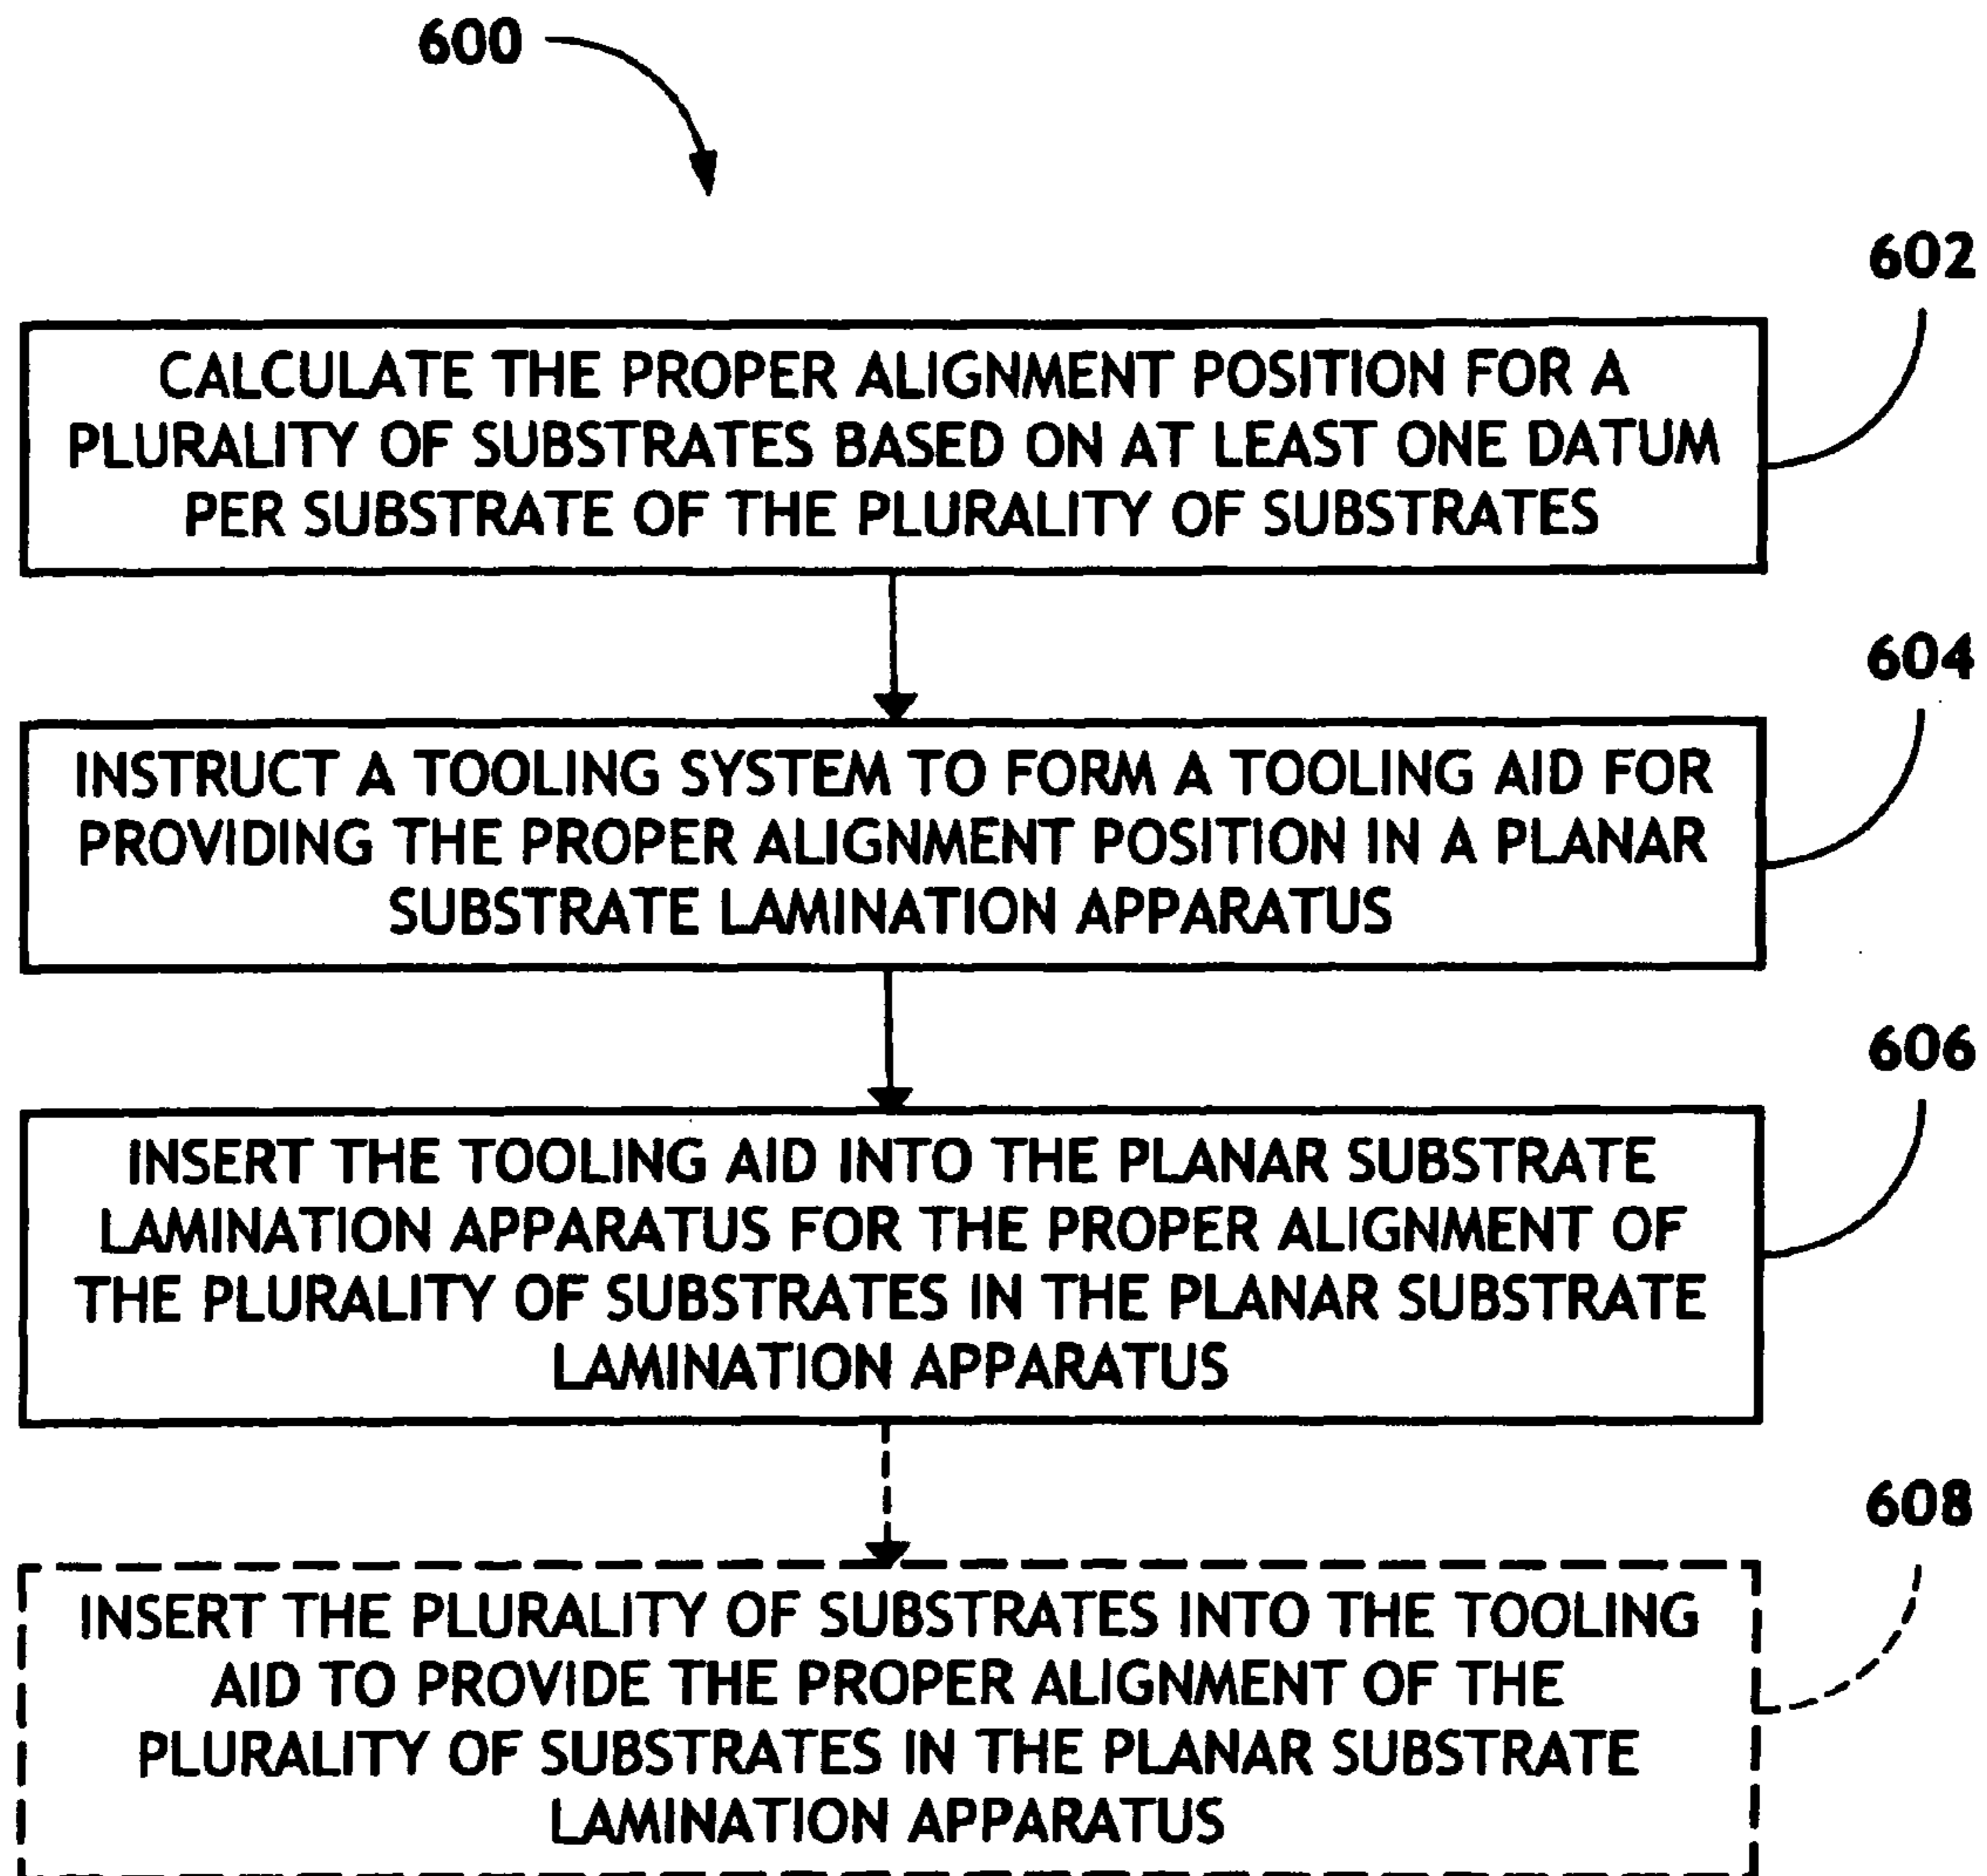 600
602
CALCULATE THE PROPER ALIGNMENT POSITION FOR A
PLURALITY OF SUBSTRATES BASED ON AT LEAST ONE DATUM
PER SUBSTRATE OF THE PLURALITY OF SUBSTRATES
604
INSTRUCT A TOOLING SYSTEM TO FORM A TOOLING AID FOR
PROVIDING THE PROPER ALIGNMENT POSITION IN A PLANAR
SUBSTRATE LAMINATION APPARATUS
606
INSERT THE TOOLING AID INTO THE PLANAR SUBSTRATE
LAMINATION APPARATUS FOR THE PROPER ALIGNMENT OF
THE PLURALITY OF SUBSTRATES IN THE PLANAR SUBSTRATE
LAMINATION APPARATUS
608
INSERT THE PLURALITY OF SUBSTRATES INTO THE TOOLING
AID TO PROVIDE THE PROPER ALIGNMENT OF THE
PLURALITY OF SUBSTRATES IN THE PLANAR SUBSTRATE
LAMINATION APPARATUS